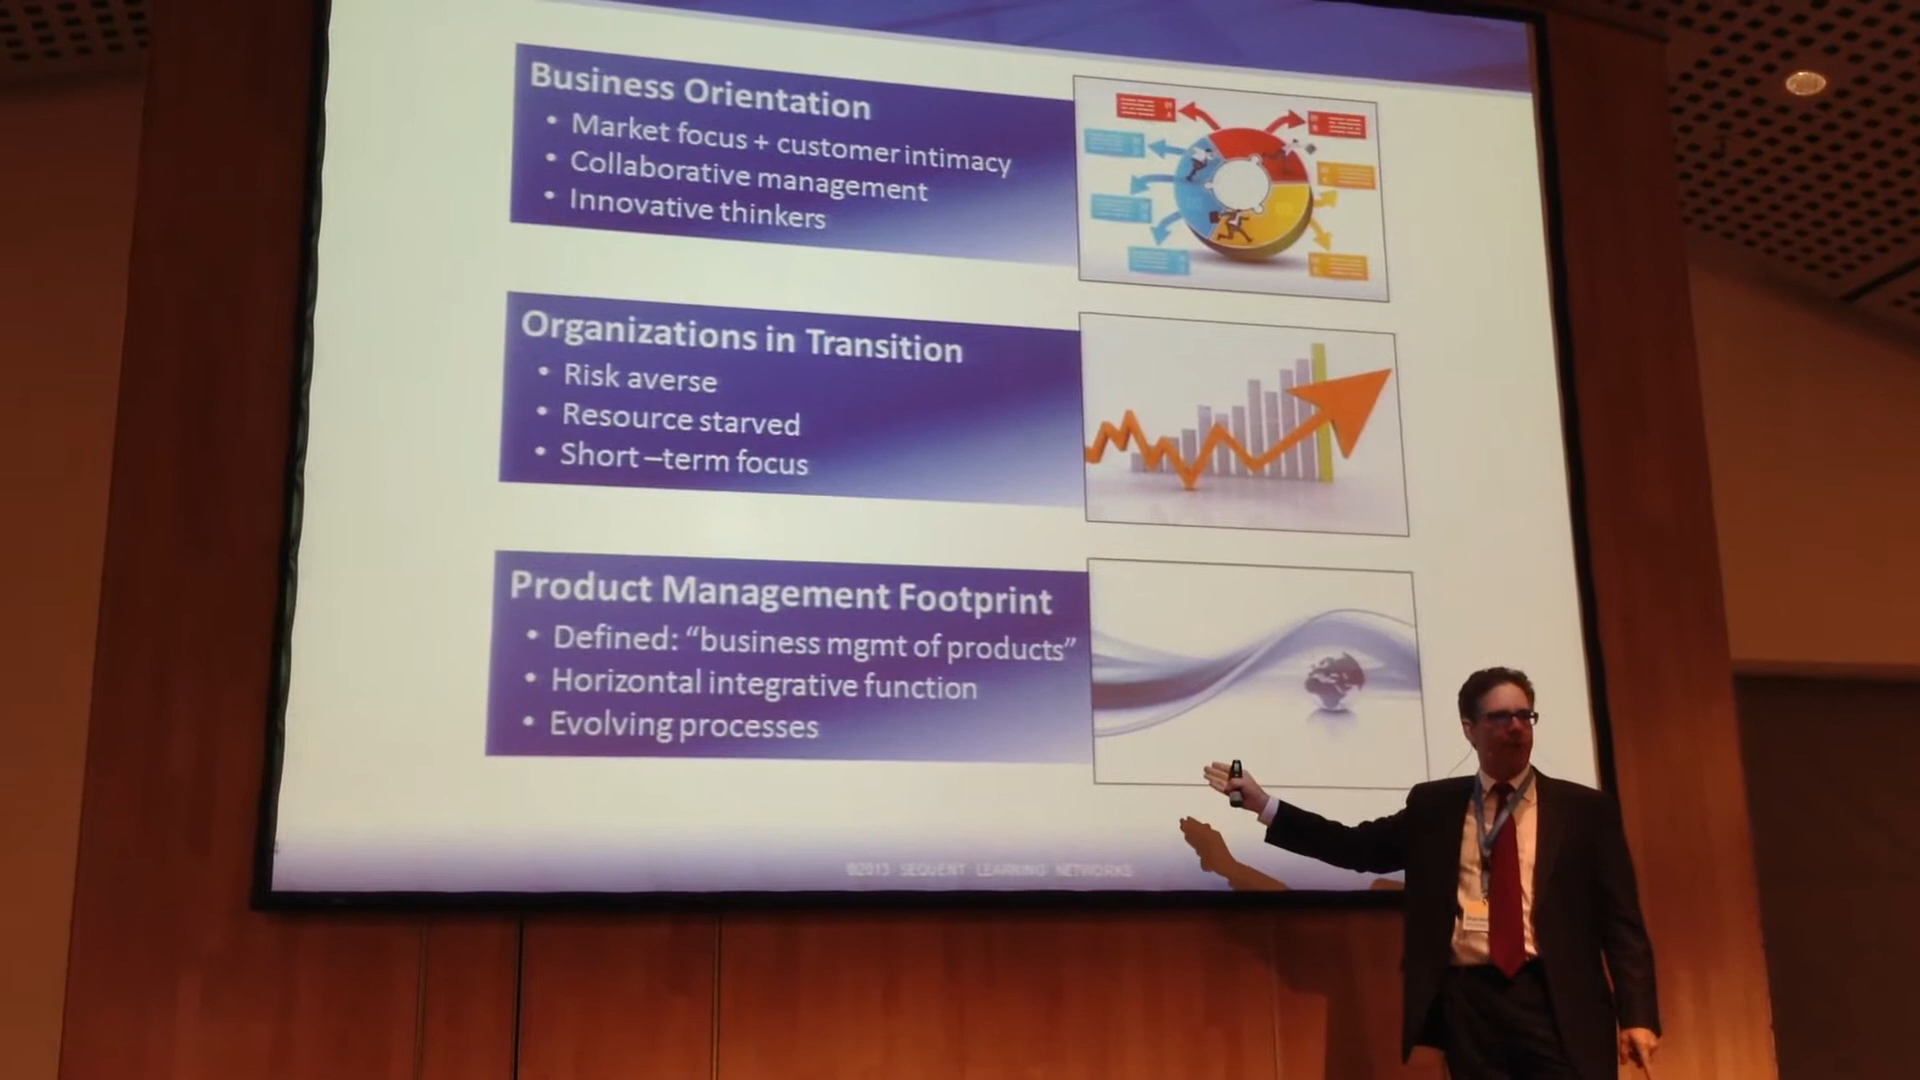 Business Orientation
• Market focus + customer intimacy
• Collaborative management
• Innovative thinkers
Organizations in Transition
• Risk averse
• Resource starved
• Short –term focus
Product Management Footprint
• Defined: “business mgmt of products”
• Horizontal integrative function
• Evolving processes
©2013 SEQUENT LEARNING NETWORKS